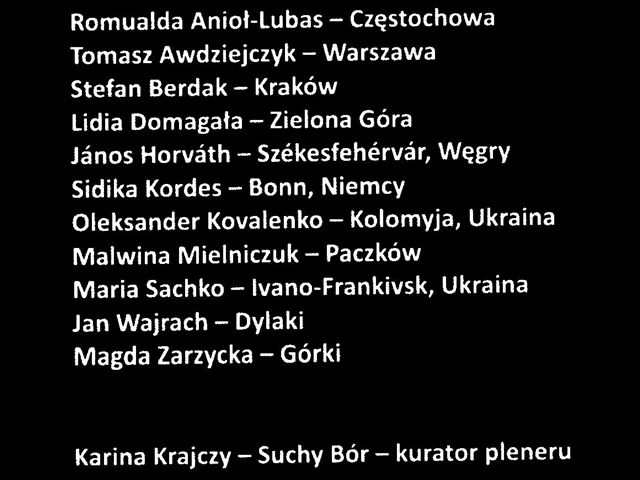 Romualda Anioł-Lubas – Częstochowa
Tomasz Awdziejczyk – Warszawa
Stefan Berdak – Kraków
Lidia Domagała – Zielona Góra
János Horváth – Székesfehérvár, Węgry
Sidika Kordes – Bonn, Niemcy
Oleksander Kovalenko – Kolomyja, Ukraina
Malwina Mielniczuk – Paczków
Maria Sachko – Ivano-Frankivsk, Ukraina
Jan Wajrach – Dylaki
Magda Zarzycka – Górki
Karina Krajczy – Suchy Bór – kurator pleneru